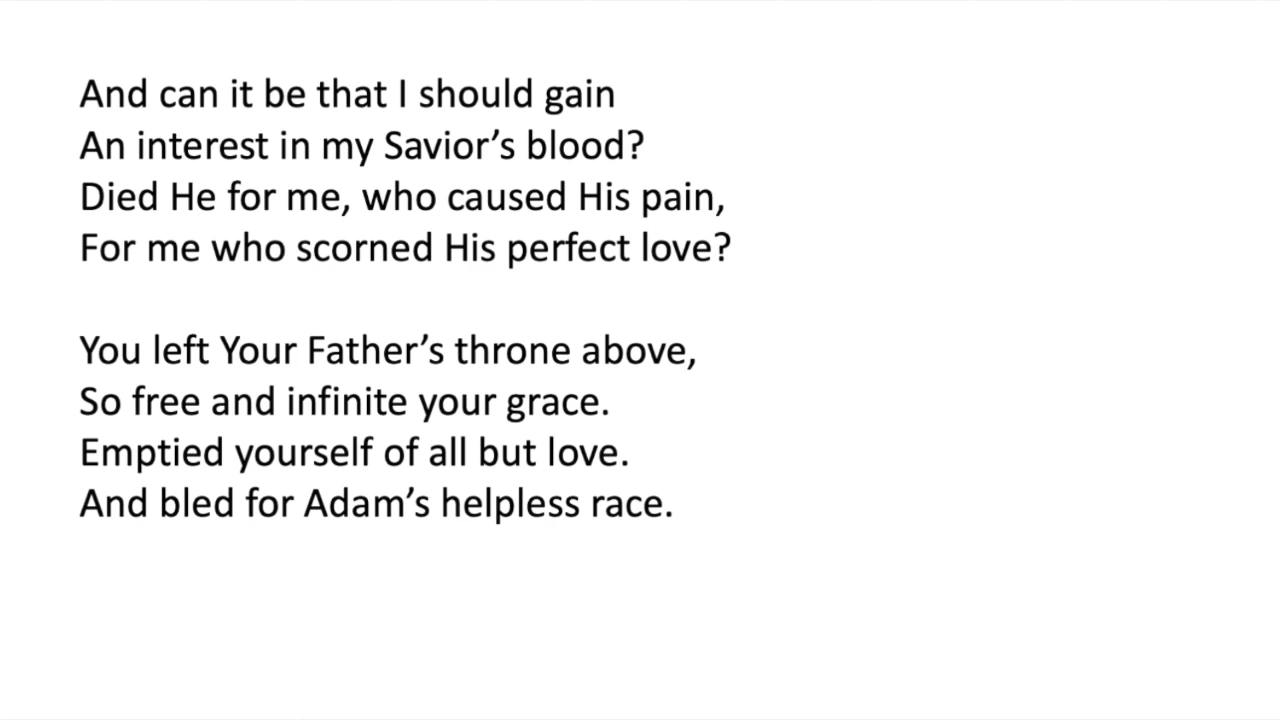 And can it be that I should gain
An interest in my Savior’s blood?
Died He for me, who caused His pain,
For me who scorned His perfect love?
You left Your Father’s throne above,
So free and infinite your grace.
Emptied yourself of all but love.
And bled for Adam’s helpless race.